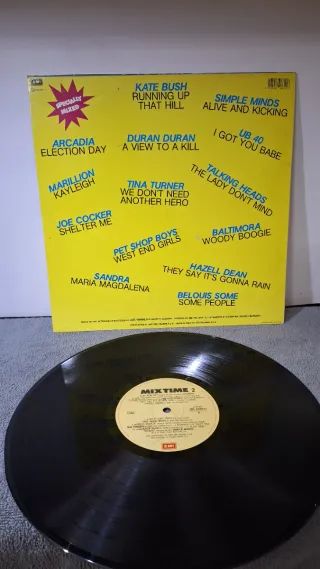 EMI
SPECIALLY
MIXED
KATE BUSH
RUNNING UP
THAT HILL
SIMPLE MINDS
ALIVE AND KICKING
ARCADIA
ELECTION DAY
DURAN DURAN
A VIEW TO A KILL
UB 40
I GOT YOU BABE
MARILLION
KAYLEIGH
TINA TURNER
WE DON'T NEED
ANOTHER HERO
TALKING HEADS
THE LADY DON'T MIND
JOE COCKER
SHELTER ME
PET SHOP BOYS
WEST END GIRLS
BALTIMORA
WOODY BOOGIE
SANDRA
MARIA MAGDALENA
HAZELL DEAN
THEY SAY IT'S GONNA RAIN
BELOUIS SOME
SOME PEOPLE
MIXTIME 2
EMI